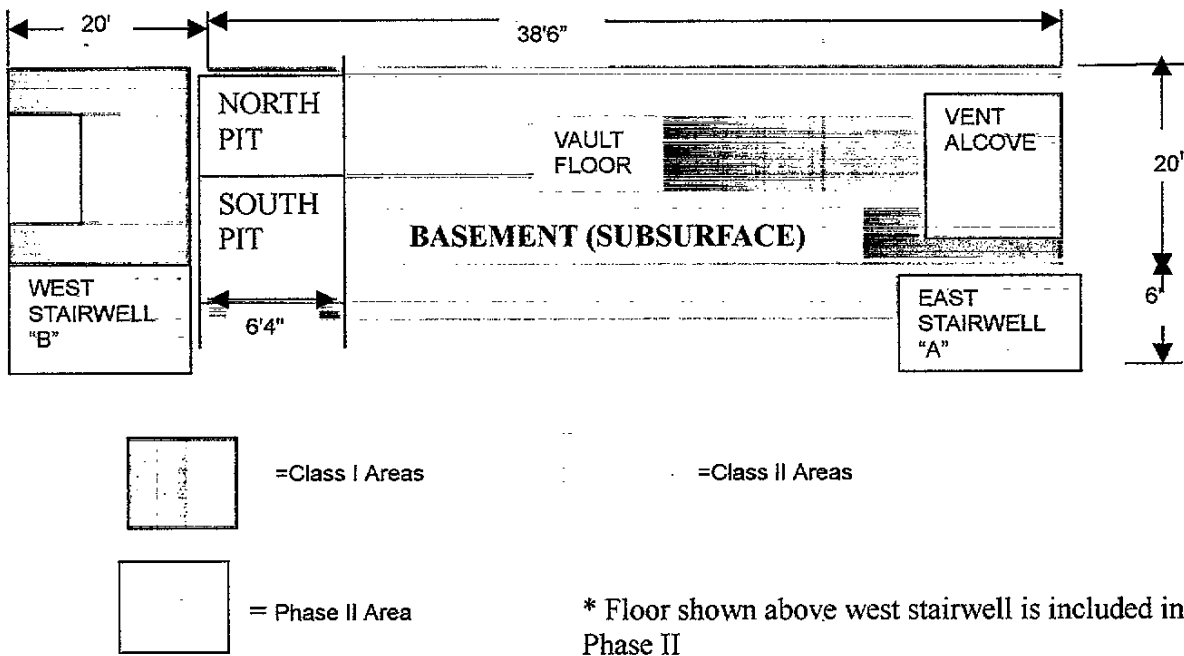 20'
38'6"
NORTH
PIT
VAULT
FLOOR
VENT
ALCOVE
20'
SOUTH
PIT
BASEMENT (SUBSURFACE)
WEST
STAIRWELL
"B"
6'4"
EAST
STAIRWELL
"A"
6'
=Class I Areas
=Class II Areas
= Phase II Area
* Floor shown above west stairwell is included in
Phase II